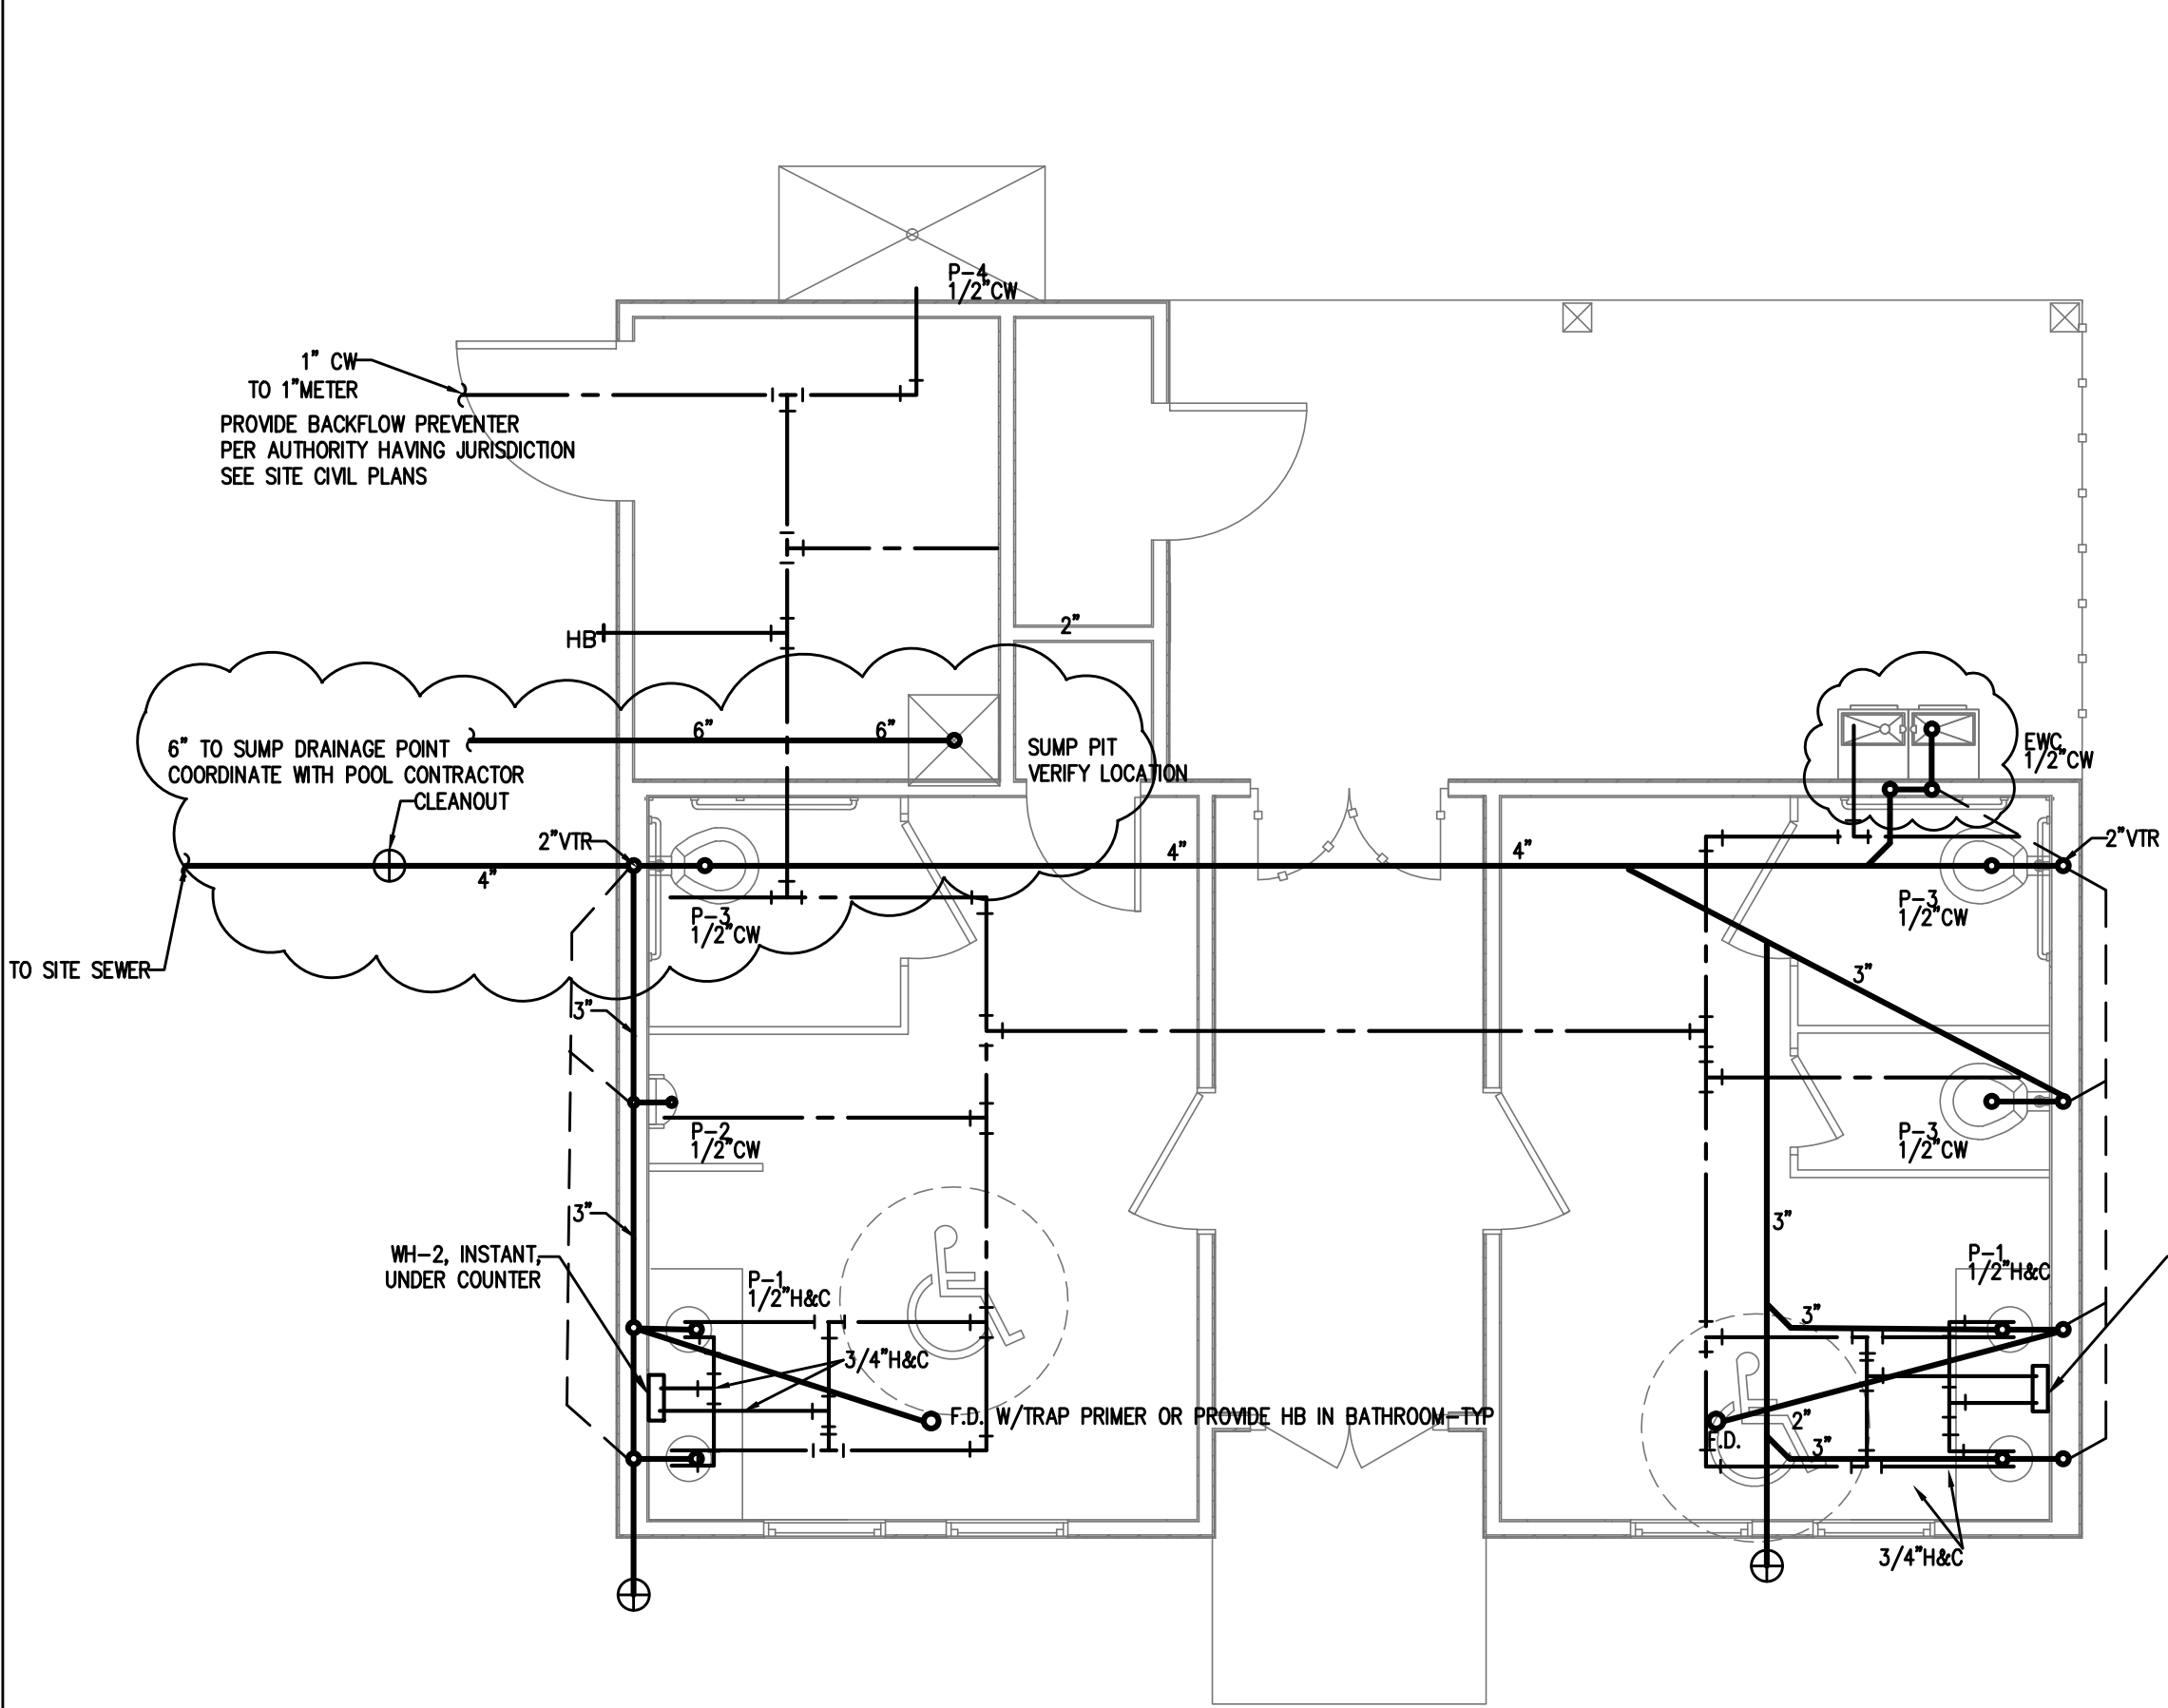 P-4
1/2"CW
1" CW
TO 1"METER
PROVIDE BACKFLOW PREVENTER
PER AUTHORITY HAVING JURISDICTION
SEE SITE CIVIL PLANS
HB
2"
6"
6"
6" TO SUMP DRAINAGE POINT
COORDINATE WITH POOL CONTRACTOR
CLEANOUT
SUMP PIT
VERIFY LOCATION
EWC
1/2"CW
2"VTR
4"
4"
4"
2"VTR
TO SITE SEWER
P-3
1/2"CW
P-3
1/2"CW
3"
3"
P-2
1/2"CW
P-3
1/2"CW
3"
3"
WH-2, INSTANT,
UNDER COUNTER
P-1
1/2"H&C
P-1
1/2"H&C
3"
3/4"H&C
F.D. W/TRAP PRIMER OR PROVIDE HB IN BATHROOM-TYP
2"
F.D.
3"
3/4"H&C